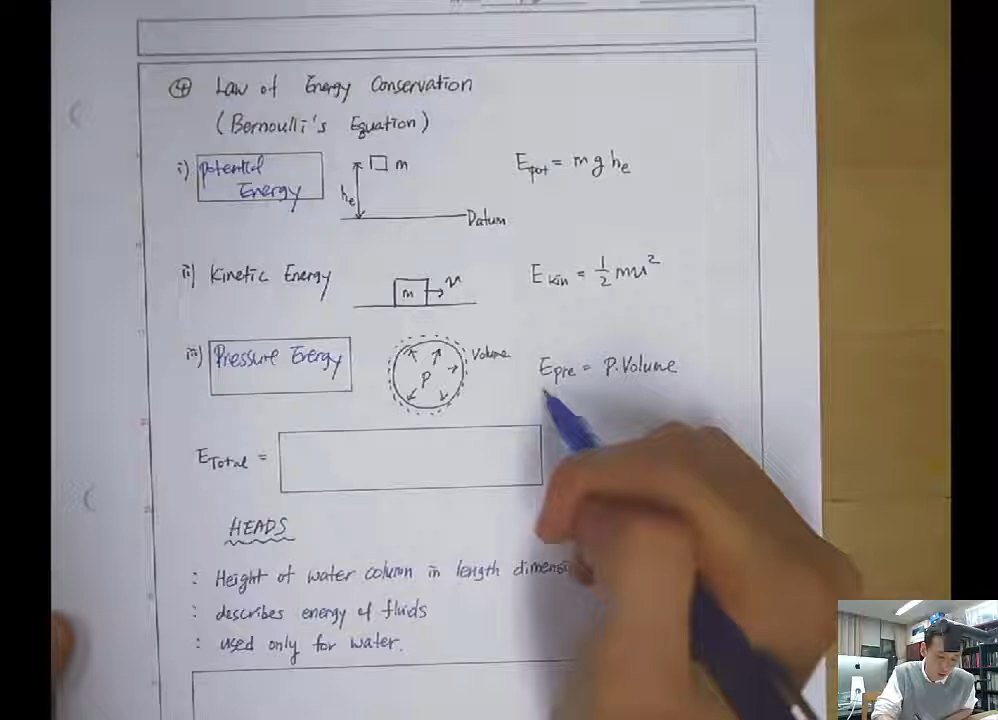 ④ Law of Energy Conservation
(Bernoulli's Equation)
i) potential Energy
m
he
Datum
Epot = m g he
ii) Kinetic Energy
m
v
E kin = 1/2 mv²
iii) Pressure Energy
P
Volume
Epre = P.Volume
ETotal =
HEADS
: Height of water column in length
: describes energy of fluids
: used only for water.